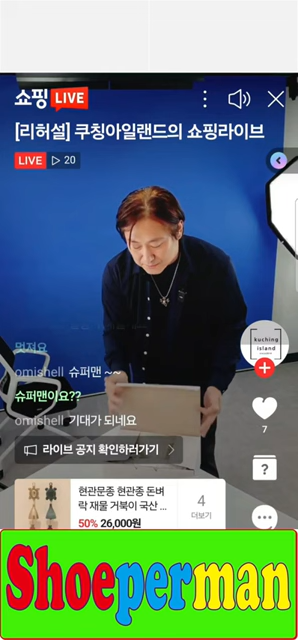 쇼핑 LIVE
[리허설] 쿠칭아일랜드의 쇼핑라이브
LIVE ▷ 20
kuching
island
멋져요
omishell 슈퍼맨 ~~
슈퍼맨이요??
omishell 기대가 되네요
7
라이브 공지 확인하러가기 >
?
현관문종 현관종 돈벼
락 재물 거북이 국산 ...
50% 26,000원
4
더보기
Shoeperman